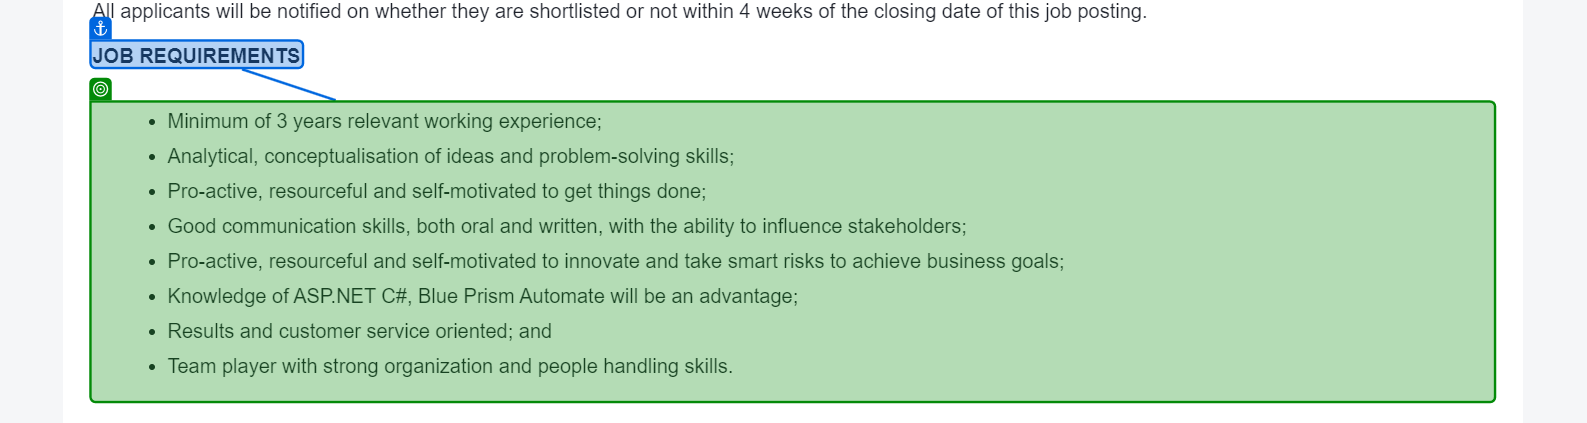 All applicants will be notified on whether they are shortlisted or not within 4 weeks of the closing date of this job posting.
JOB REQUIREMENTS
Minimum of 3 years relevant working experience;
Analytical, conceptualisation of ideas and problem-solving skills;
Pro-active, resourceful and self-motivated to get things done;
Good communication skills, both oral and written, with the ability to influence stakeholders;
Pro-active, resourceful and self-motivated to innovate and take smart risks to achieve business goals;
Knowledge of ASP.NET C#, Blue Prism Automate will be an advantage;
Results and customer service oriented; and
Team player with strong organization and people handling skills.